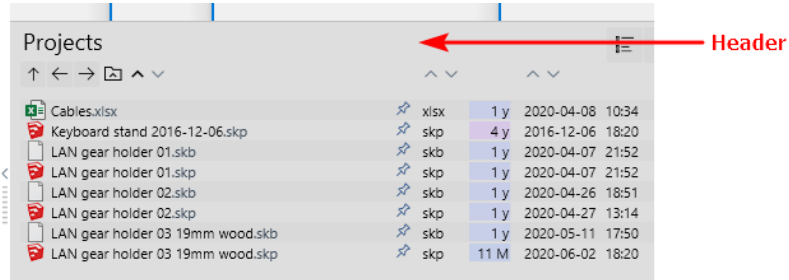 Projects
Header
Cables.xlsx xlsx 1 y 2020-04-08 10:34
Keyboard stand 2016-12-06.skp skp 4 y 2016-12-06 18:20
LAN gear holder 01.skb skb 1 y 2020-04-07 21:52
LAN gear holder 01.skp skp 1 y 2020-04-07 21:52
LAN gear holder 02.skb skb 1 y 2020-04-26 18:51
LAN gear holder 02.skp skp 1 y 2020-04-27 13:14
LAN gear holder 03 19mm wood.skb skb 1 y 2020-05-11 17:50
LAN gear holder 03 19mm wood.skp skp 11 M 2020-06-02 18:20